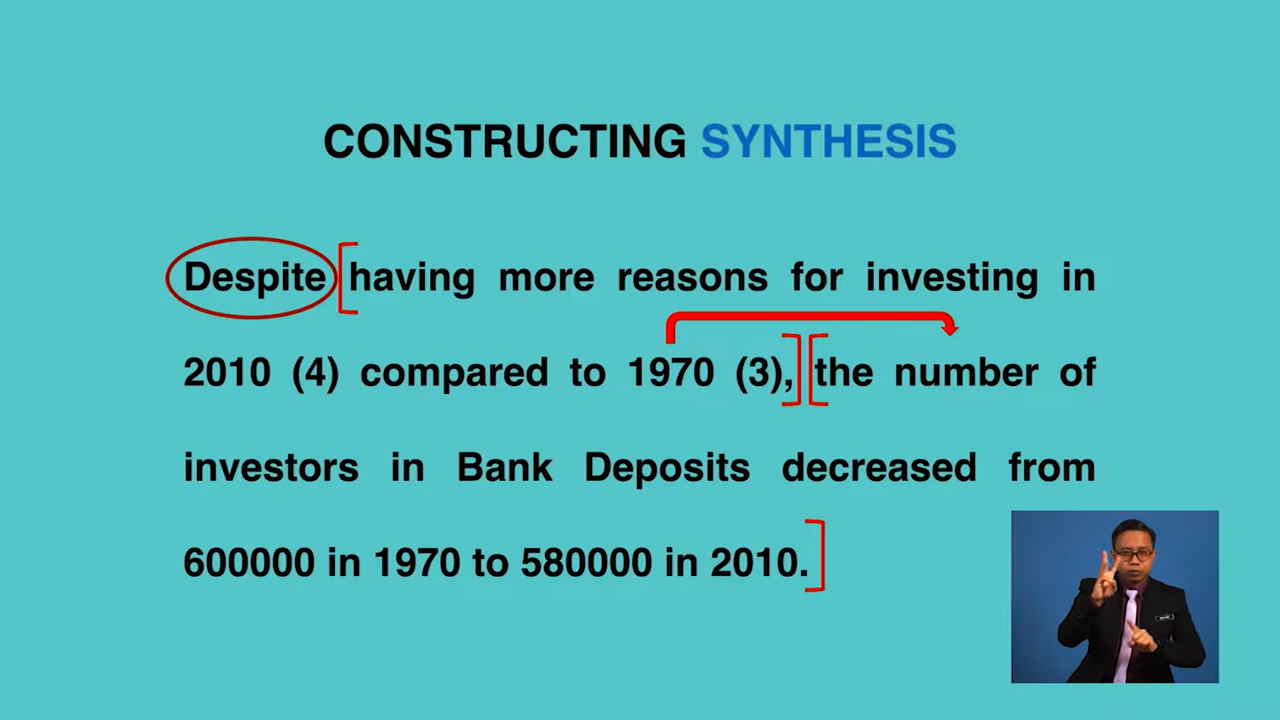 CONSTRUCTING SYNTHESIS
Despite having more reasons for investing in
2010 (4) compared to 1970 (3), the number of
investors in Bank Deposits decreased from
600000 in 1970 to 580000 in 2010.